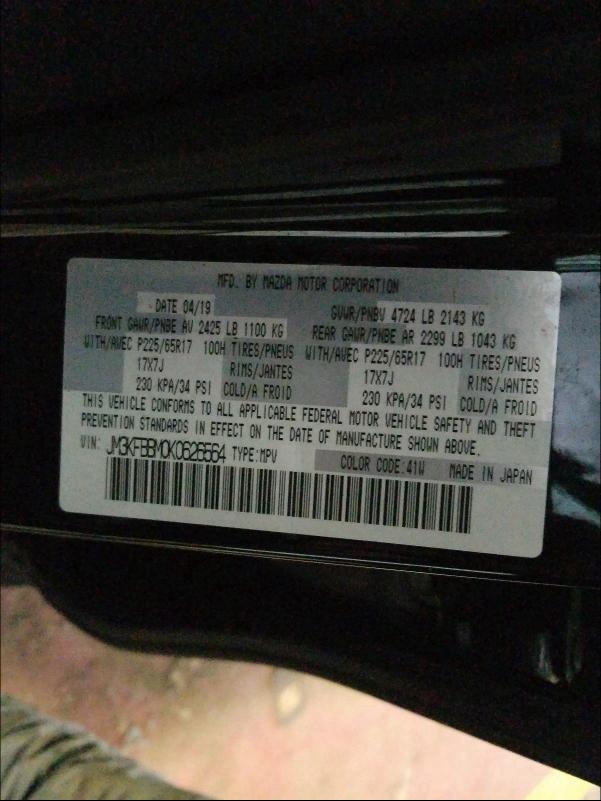 MFD. BY MAZDA MOTOR CORPORATION
DATE 04/19 GVWR/PNBV 4724 LB 2143 KG
FRONT GAWR/PNBE AV 2425 LB 1100 KG REAR GAWR/PNBE AR 2299 LB 1043 KG
WITH/AVEC P225/65R17 100H TIRES/PNEUS WITH/AVEC P225/65R17 100H TIRES/PNEUS
17X7J RIMS/JANTES 17X7J RIMS/JANTES
230 KPA/34 PSI COLD/A FROID 230 KPA/34 PSI COLD/A FROID
THIS VEHICLE CONFORMS TO ALL APPLICABLE FEDERAL MOTOR VEHICLE SAFETY AND THEFT
PREVENTION STANDARDS IN EFFECT ON THE DATE OF MANUFACTURE SHOWN ABOVE.
VIN: JM3KFBBM0K0626564 TYPE:MPV COLOR CODE:41W MADE IN JAPAN